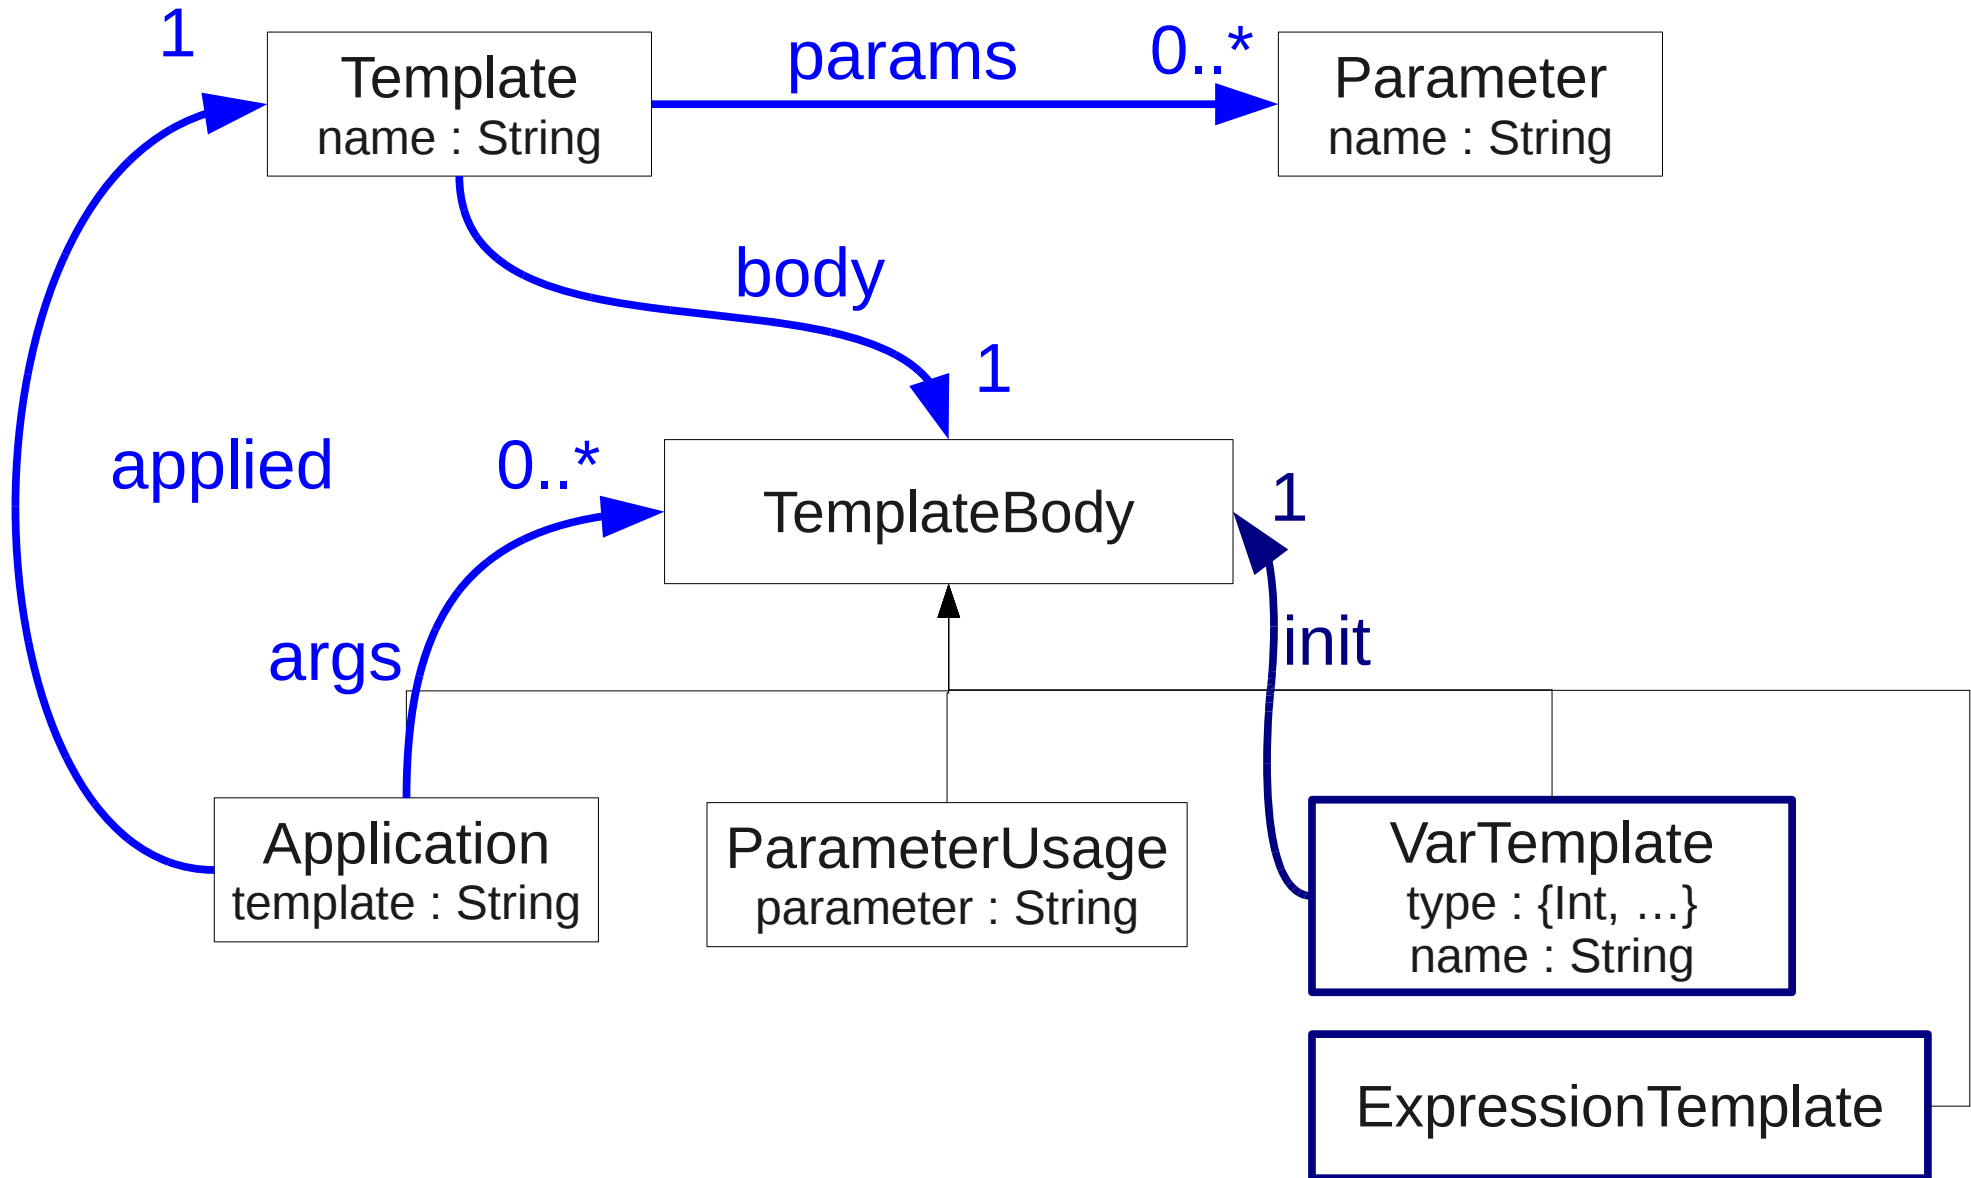 1
Template
name : String
params
0..*
Parameter
name : String
body
1
applied
0..*
TemplateBody
1
args
init
Application
template : String
ParameterUsage
parameter : String
VarTemplate
type : {Int, …}
name : String
ExpressionTemplate